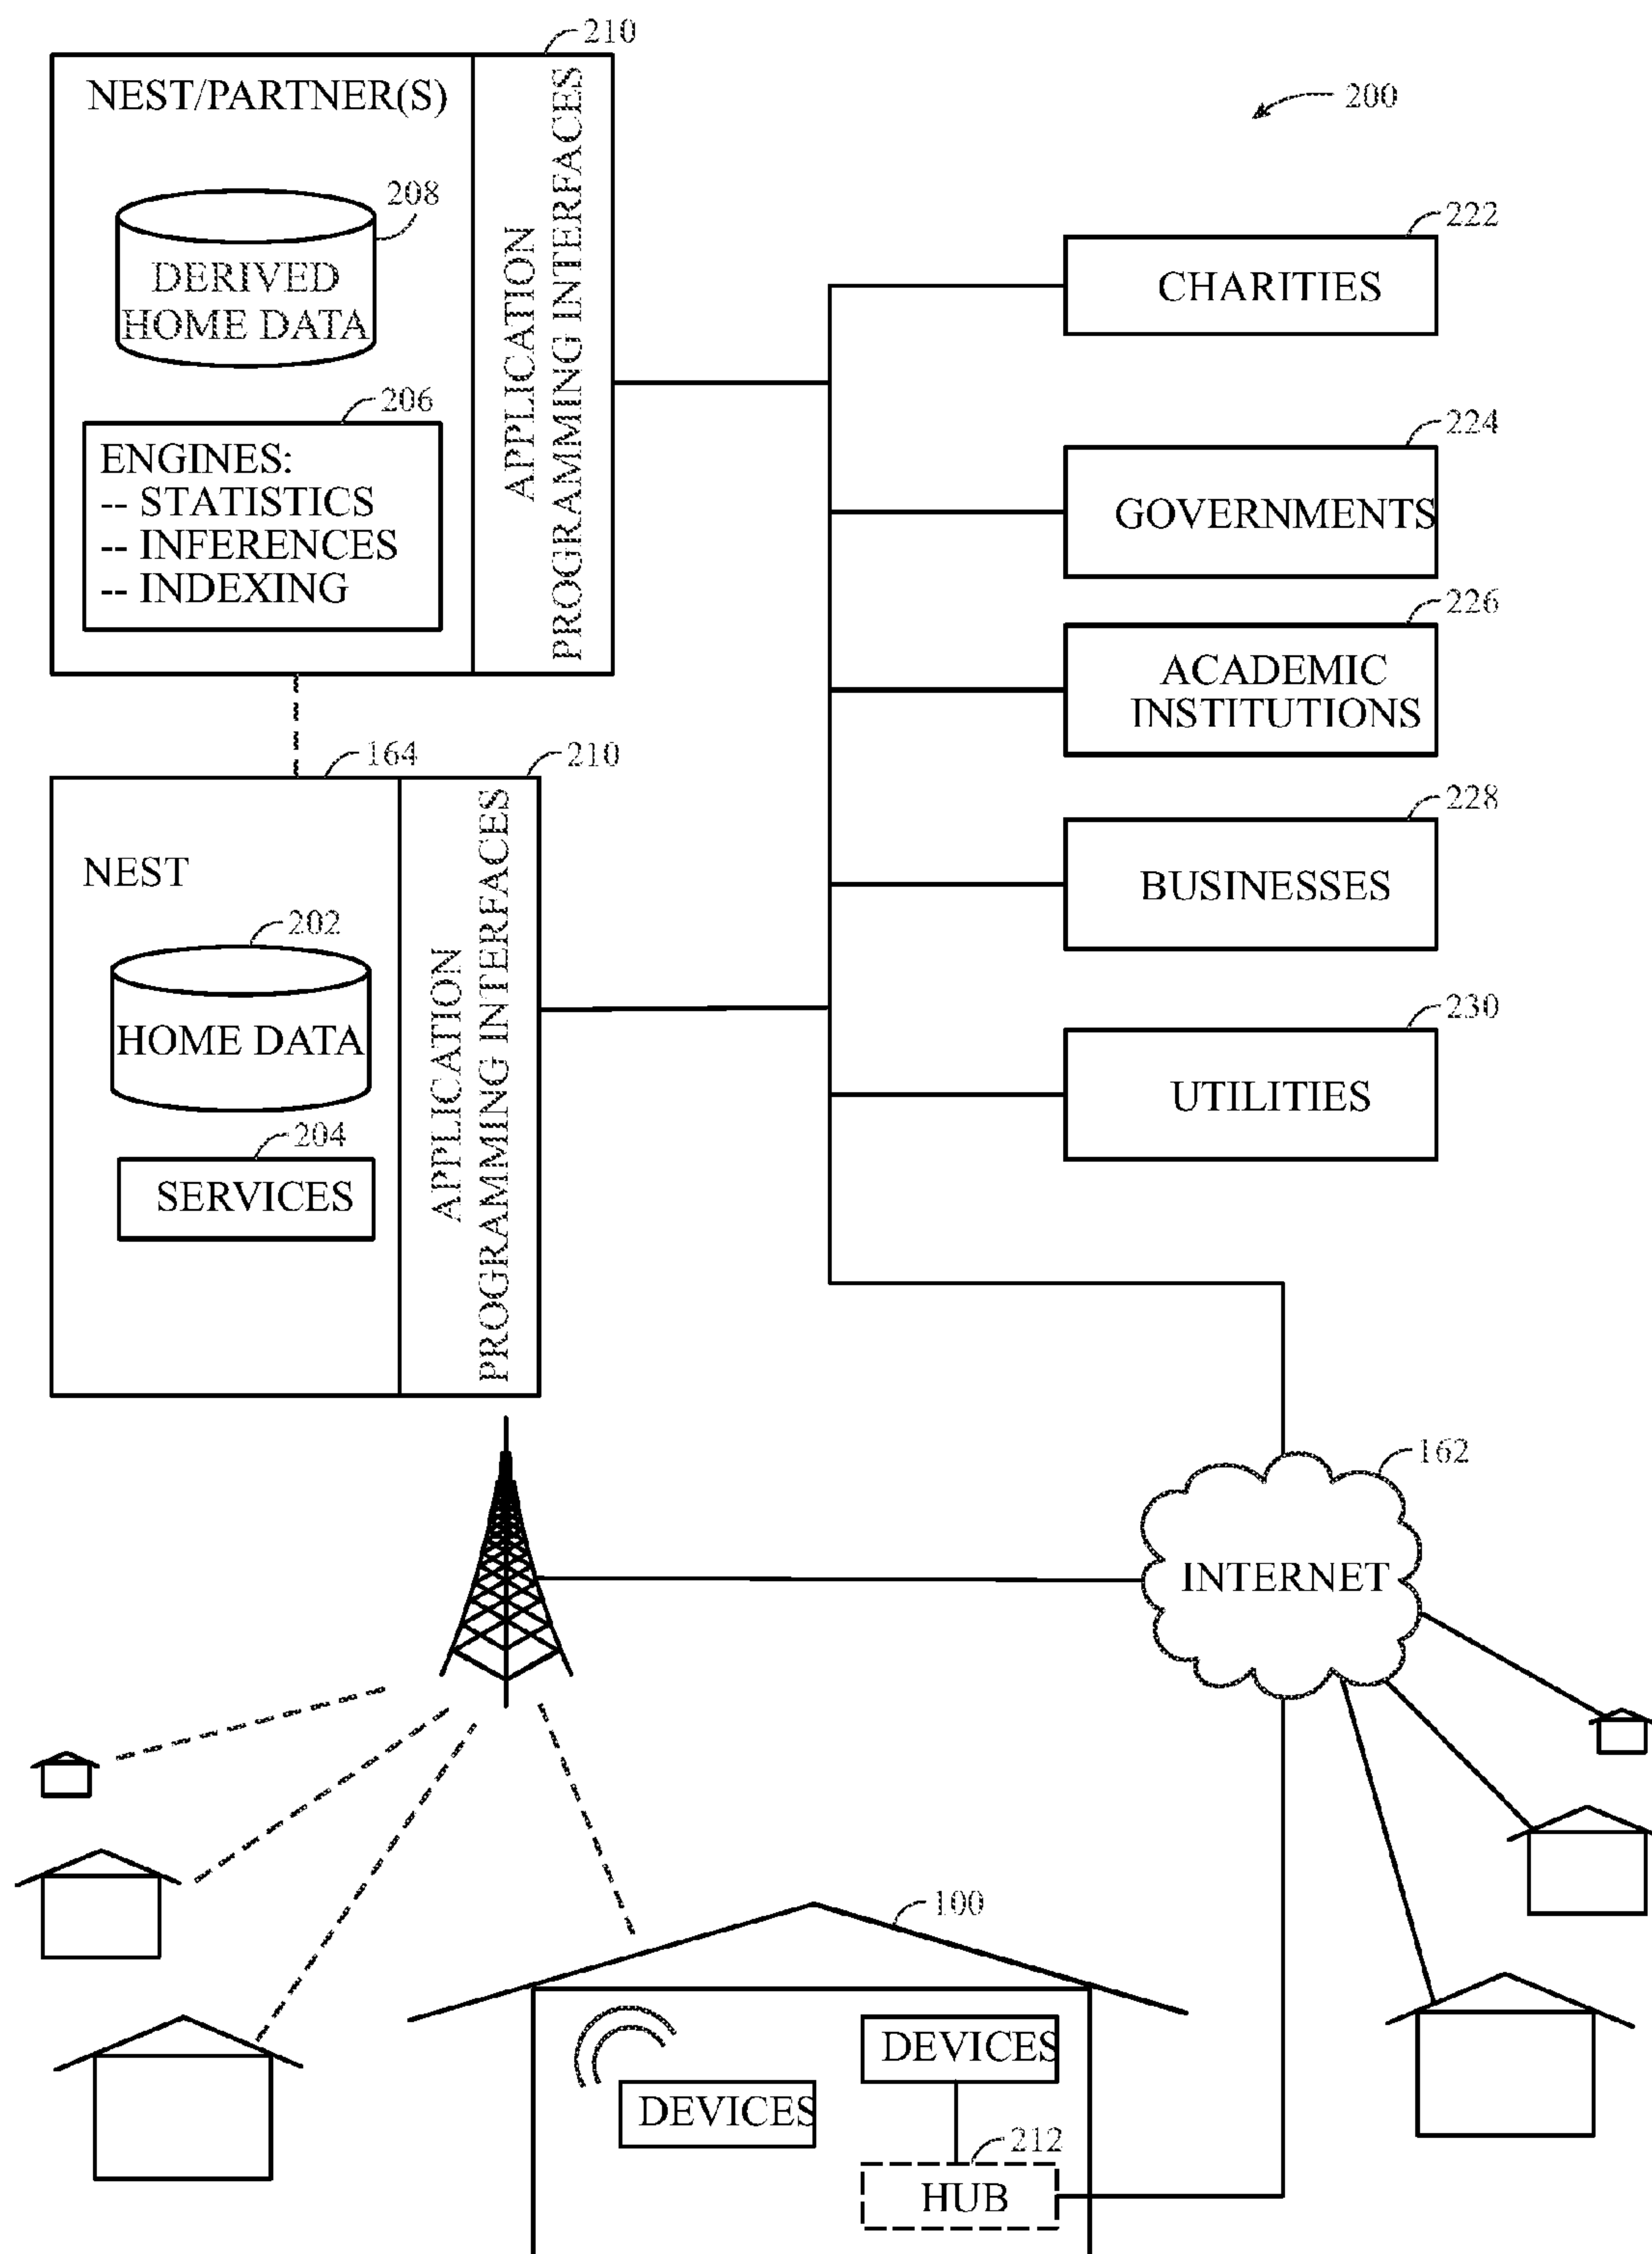 210
NEST/PARTNER(S)
200
208
DERIVED
HOME DATA
APPLICATION
PROGRAMMING INTERFACES
222
CHARITIES
206
ENGINES:
-- STATISTICS
-- INFERENCES
-- INDEXING
224
GOVERNMENTS
226
ACADEMIC
INSTITUTIONS
164
210
NEST
202
HOME DATA
204
SERVICES
APPLICATION
PROGRAMMING INTERFACES
228
BUSINESSES
230
UTILITIES
162
INTERNET
100
DEVICES
DEVICES
212
HUB